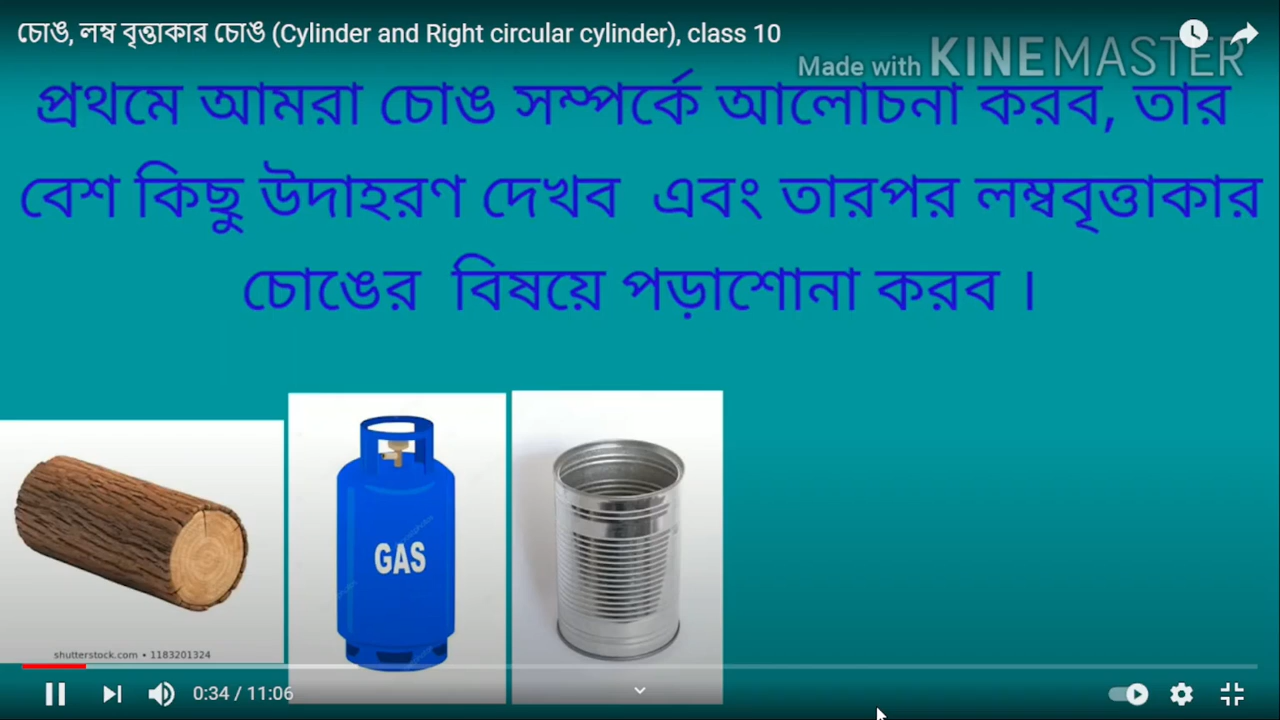 চোঙ, লম্ব বৃত্তাকার চোঙ (Cylinder and Right circular cylinder), class 10
Made with KINEMASTER
প্রথমে আমরা চোঙ সম্পর্কে আলোচনা করব, তার
বেশ কিছু উদাহরণ দেখব এবং তারপর লম্ববৃত্তাকার
চোঙের বিষয়ে পড়াশোনা করব ।
GAS
shutterstock.com • 1183201324
0:34 / 11:06